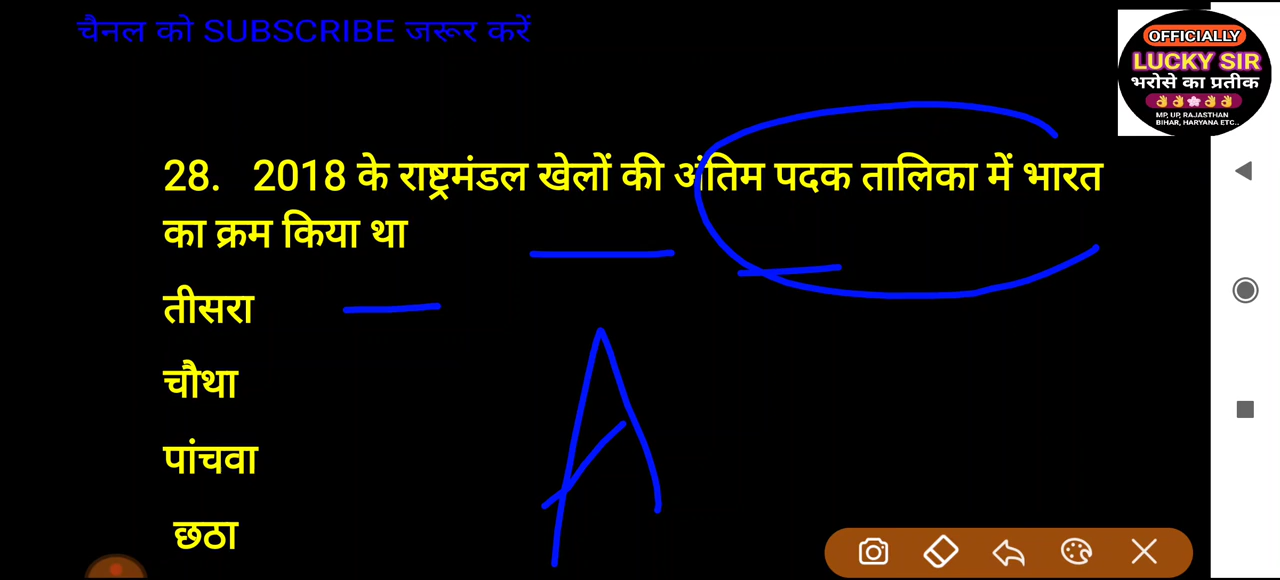 चैनल को SUBSCRIBE जरूर करें
OFFICIALLY
LUCKY SIR
भरोसे का प्रतीक
MP, UP, RAJASTHAN
BIHAR, HARYANA ETC..
28. 2018 के राष्ट्रमंडल खेलों की अंतिम पदक तालिका में भारत
का क्रम किया था
तीसरा
चौथा
पांचवा
छठा
A